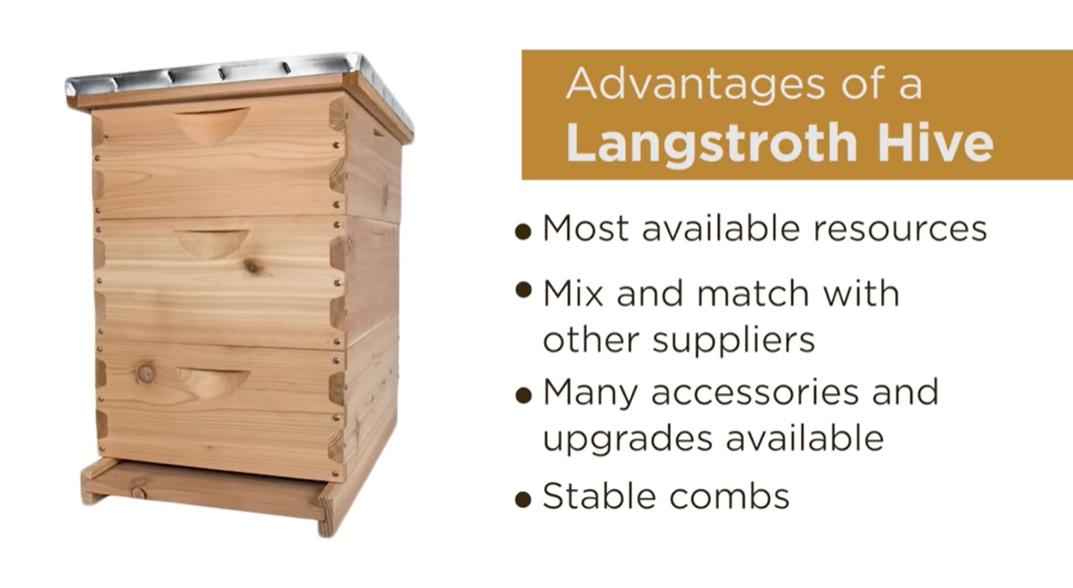 Advantages of a
Langstroth Hive
• Most available resources
• Mix and match with
other suppliers
• Many accessories and
upgrades available
• Stable combs